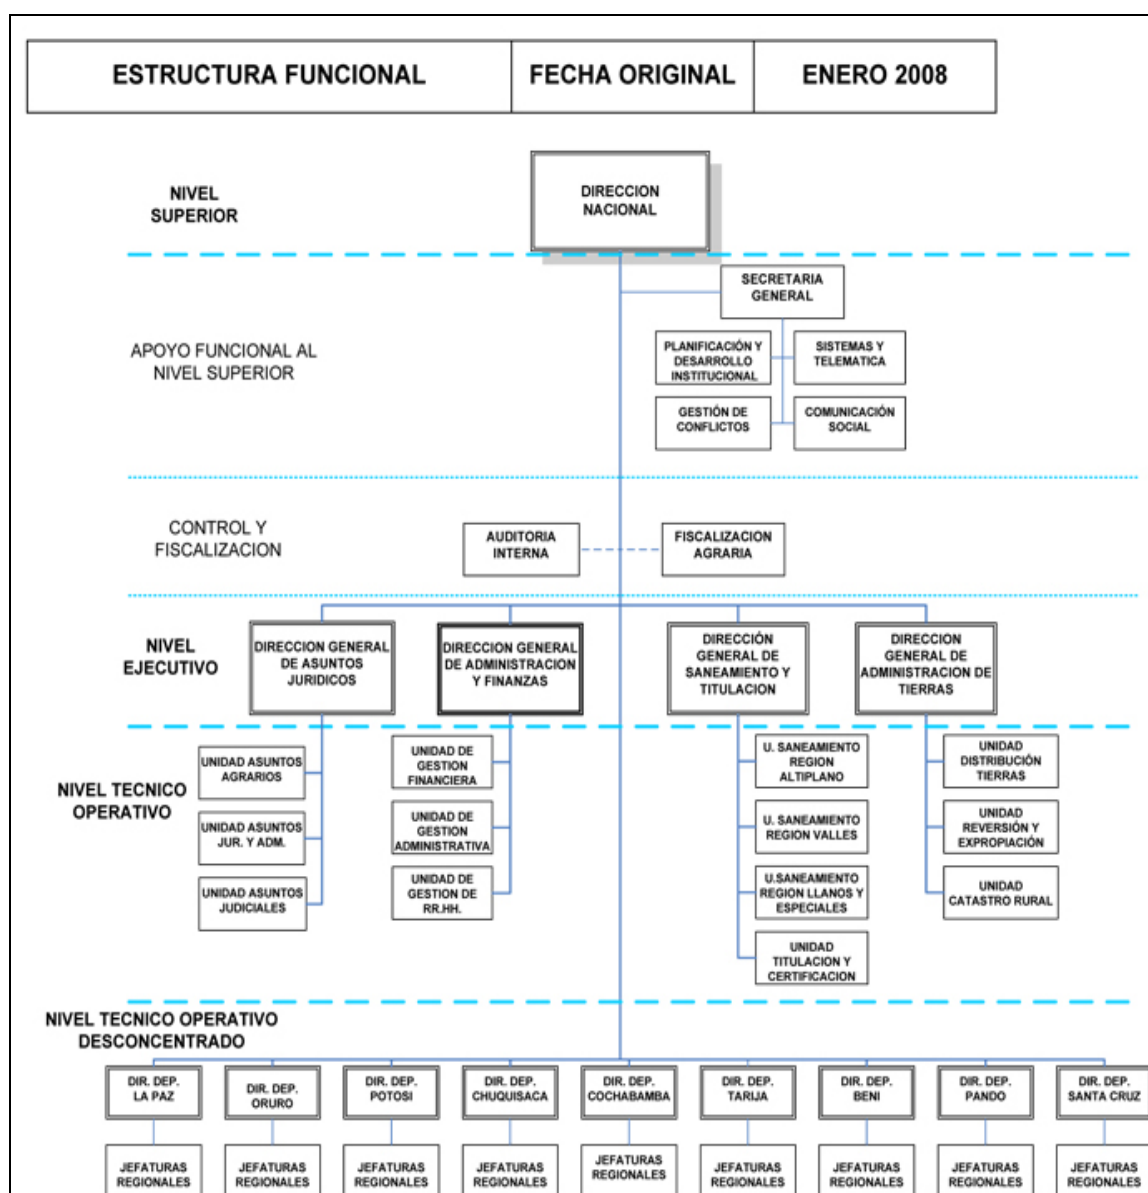 ESTRUCTURA FUNCIONAL
FECHA ORIGINAL
ENERO 2008
NIVEL
SUPERIOR
DIRECCION
NACIONAL
SECRETARIA
GENERAL
APOYO FUNCIONAL AL
NIVEL SUPERIOR
PLANIFICACIÓN Y
DESARROLLO
INSTITUCIONAL
SISTEMAS Y
TELEMATICA
GESTIÓN DE
CONFLICTOS
COMUNICACIÓN
SOCIAL
CONTROL Y
FISCALIZACION
AUDITORIA
INTERNA
FISCALIZACION
AGRARIA
NIVEL
EJECUTIVO
DIRECCION GENERAL
DE ASUNTOS
JURIDICOS
DIRECCION GENERAL
DE ADMINISTRACION
Y FINANZAS
DIRECCIÓN
GENERAL DE
SANEAMIENTO Y
TITULACION
DIRECCION
GENERAL DE
ADMINISTRACION DE
TIERRAS
NIVEL TECNICO
OPERATIVO
UNIDAD ASUNTOS
AGRARIOS
UNIDAD ASUNTOS
JUR. Y ADM.
UNIDAD ASUNTOS
JUDICIALES
UNIDAD DE
GESTION
FINANCIERA
UNIDAD DE
GESTION
ADMINISTRATIVA
UNIDAD DE
GESTION DE
RR.HH.
U. SANEAMIENTO
REGION
ALTIPLANO
U. SANEAMIENTO
REGION VALLES
U.SANEAMIENTO
REGION LLANOS Y
ESPECIALES
UNIDAD
TITULACION Y
CERTIFICACION
UNIDAD
DISTRIBUCIÓN
TIERRAS
UNIDAD
REVERSIÓN Y
EXPROPIACIÓN
UNIDAD
CATASTRO RURAL
NIVEL TECNICO OPERATIVO
DESCONCENTRADO
DIR. DEP.
LA PAZ
DIR. DEP.
ORURO
DIR. DEP.
POTOSI
DIR. DEP.
CHUQUISACA
DIR. DEP.
COCHABAMBA
DIR. DEP.
TARIJA
DIR. DEP.
BENI
DIR. DEP.
PANDO
DIR. DEP.
SANTA CRUZ
JEFATURAS
REGIONALES
JEFATURAS
REGIONALES
JEFATURAS
REGIONALES
JEFATURAS
REGIONALES
JEFATURAS
REGIONALES
JEFATURAS
REGIONALES
JEFATURAS
REGIONALES
JEFATURAS
REGIONALES
JEFATURAS
REGIONALES